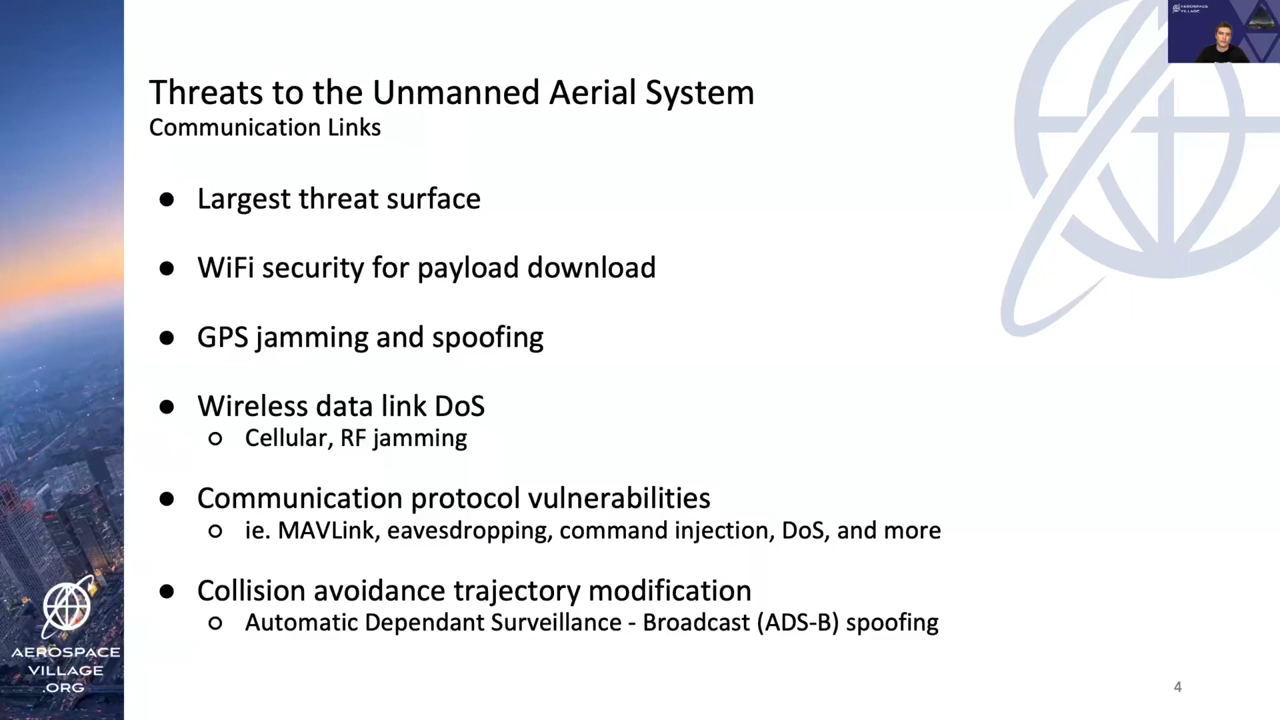 AEROSPACE
VILLAGE
Threats to the Unmanned Aerial System
Communication Links
● Largest threat surface
● WiFi security for payload download
● GPS jamming and spoofing
● Wireless data link DoS
○ Cellular, RF jamming
● Communication protocol vulnerabilities
○ ie. MAVLink, eavesdropping, command injection, DoS, and more
● Collision avoidance trajectory modification
○ Automatic Dependant Surveillance - Broadcast (ADS-B) spoofing
AEROSPACE
VILLAGE
.ORG
4